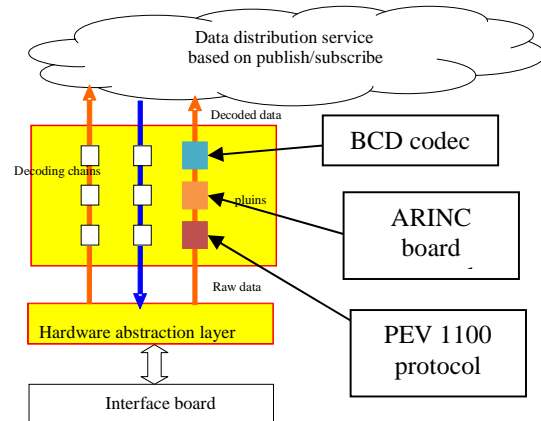 Data distribution service
based on publish/subscribe
Decoded data
BCD codec
Decoding chains
pluins
ARINC
board
Raw data
PEV 1100
protocol
Hardware abstraction layer
Interface board